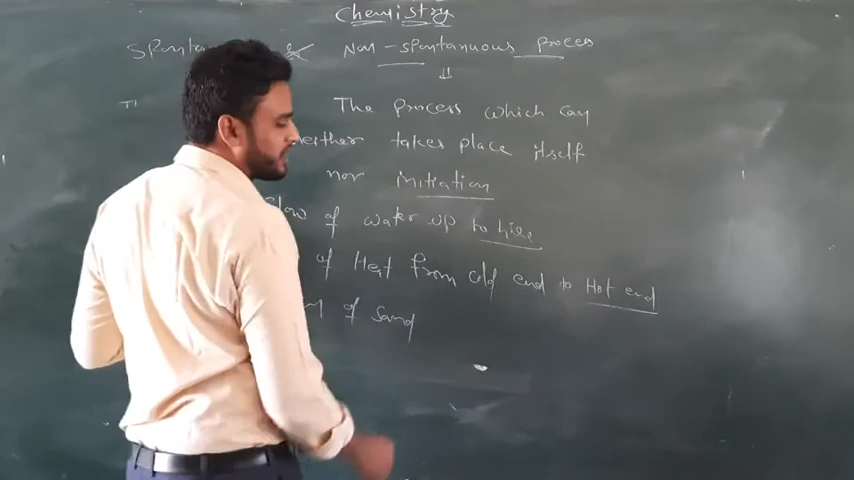 Chemistry
Sponta & Non-spontanuous process
The Process which can
neither takes place itself
nor initiation
flow of water up to hill
of Heat from cold end to Hot end
of Sand